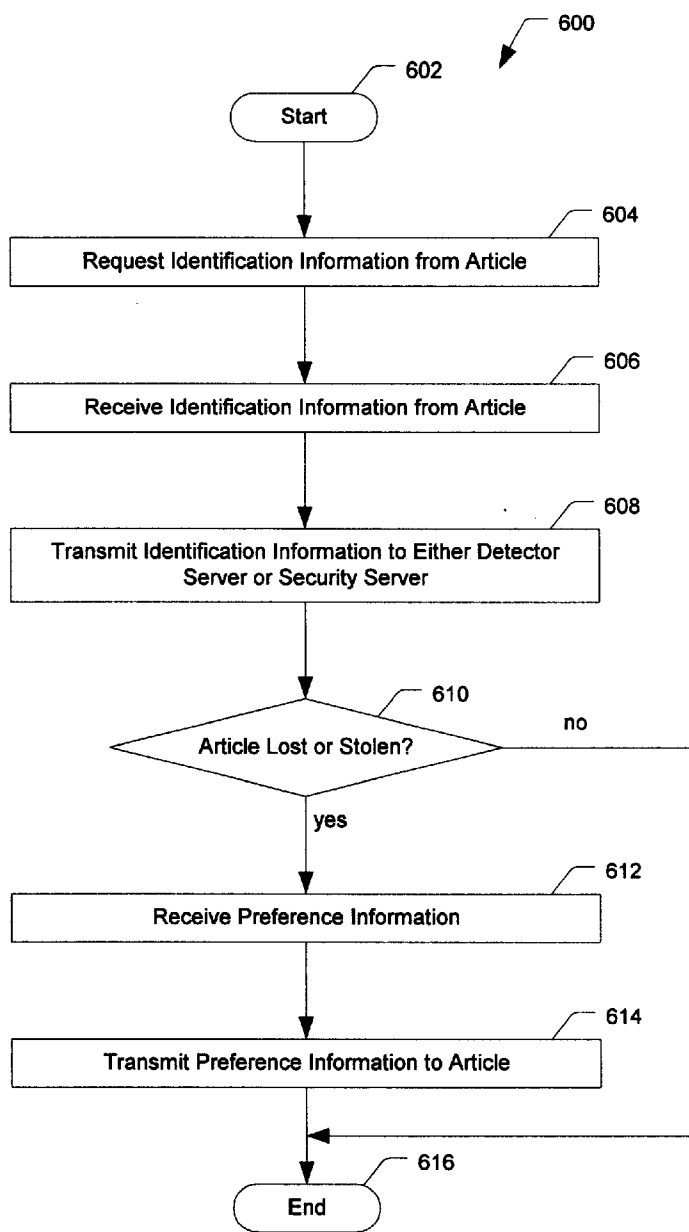 600
602
Start
604
Request Identification Information from Article
606
Receive Identification Information from Article
608
Transmit Identification Information to Either Detector
Server or Security Server
610
Article Lost or Stolen?
no
yes
612
Receive Preference Information
614
Transmit Preference Information to Article
616
End